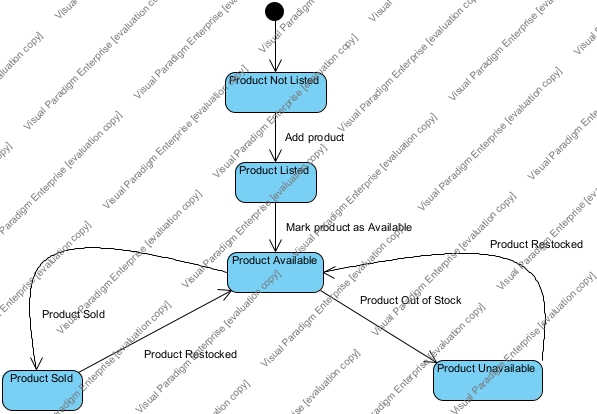 Product Not Listed
Add product
Product Listed
Mark product as Available
Product Restocked
Product Available
Product Out of Stock
Product Sold
Product Restocked
Product Unavailable
Product Sold
Visual Paradigm Enterprise [evaluation copy]